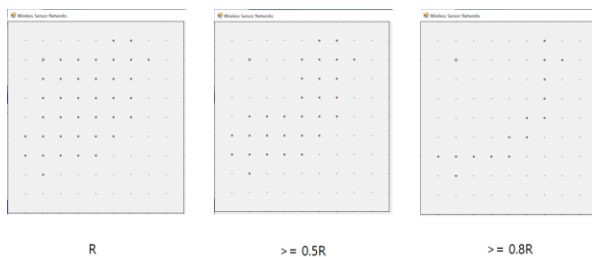 Wireless Sensor Networks
Wireless Sensor Networks
Wireless Sensor Networks
R
>= 0.5R
>= 0.8R